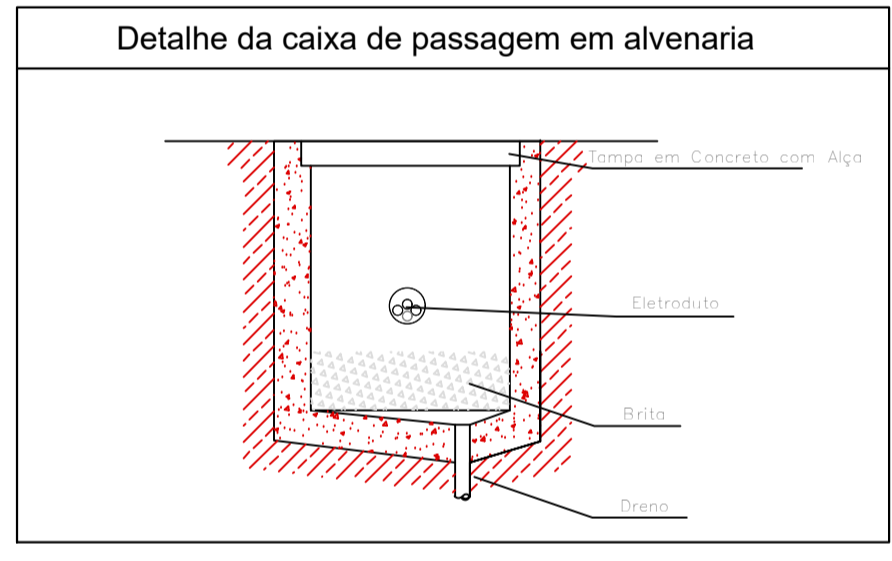 Detalhe da caixa de passagem em alvenaria
Tampa em Concreto com Alça
Eletroduto
Brita
Dreno